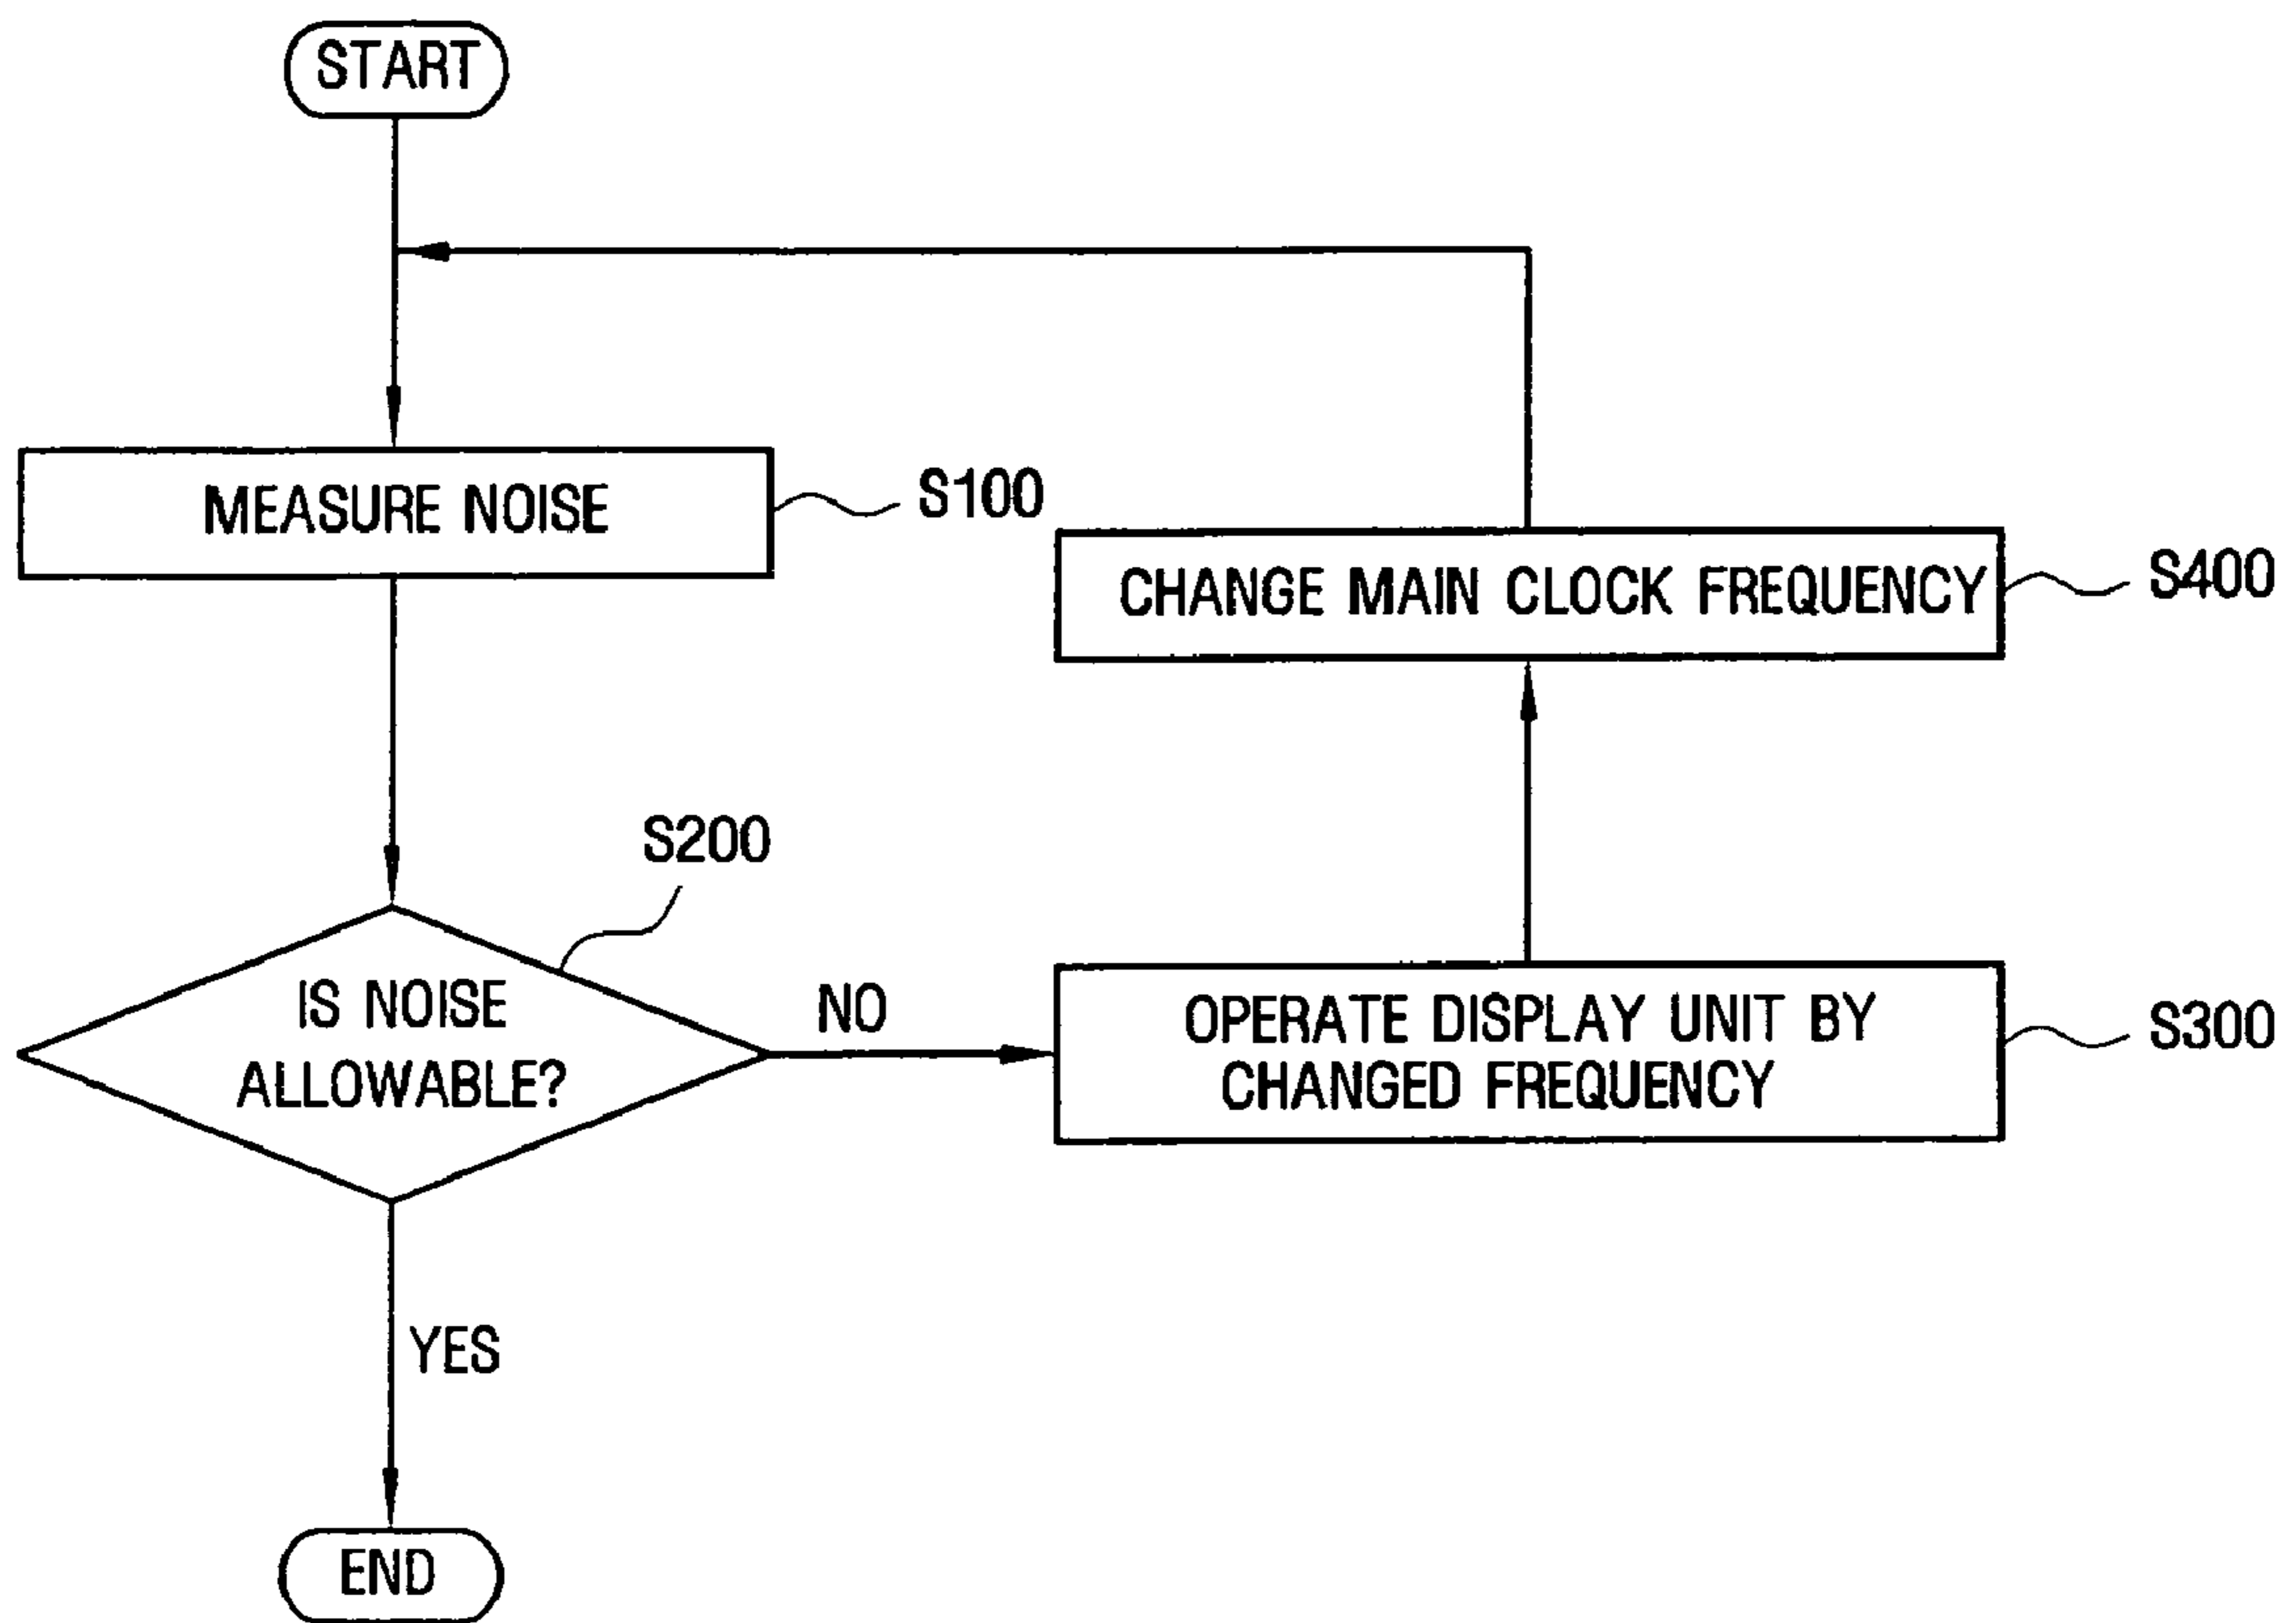 START
MEASURE NOISE
S100
CHANGE MAIN CLOCK FREQUENCY
S400
S200
IS NOISE
ALLOWABLE?
NO
OPERATE DISPLAY UNIT BY
CHANGED FREQUENCY
S300
YES
END